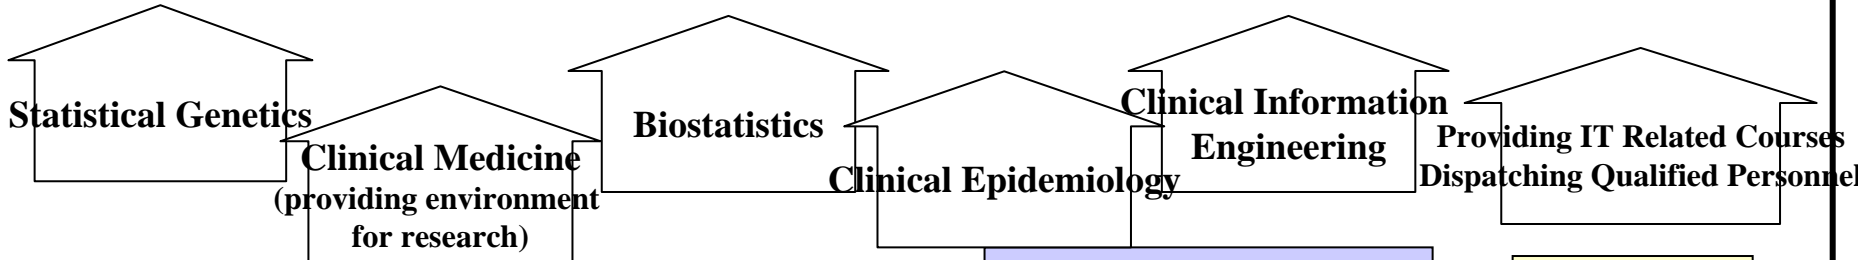 Statistical Genetics
Clinical Medicine
(providing environment
for research)
Biostatistics
Clinical Epidemiology
Clinical Information
Engineering
Providing IT Related Courses
Dispatching Qualified Personnel